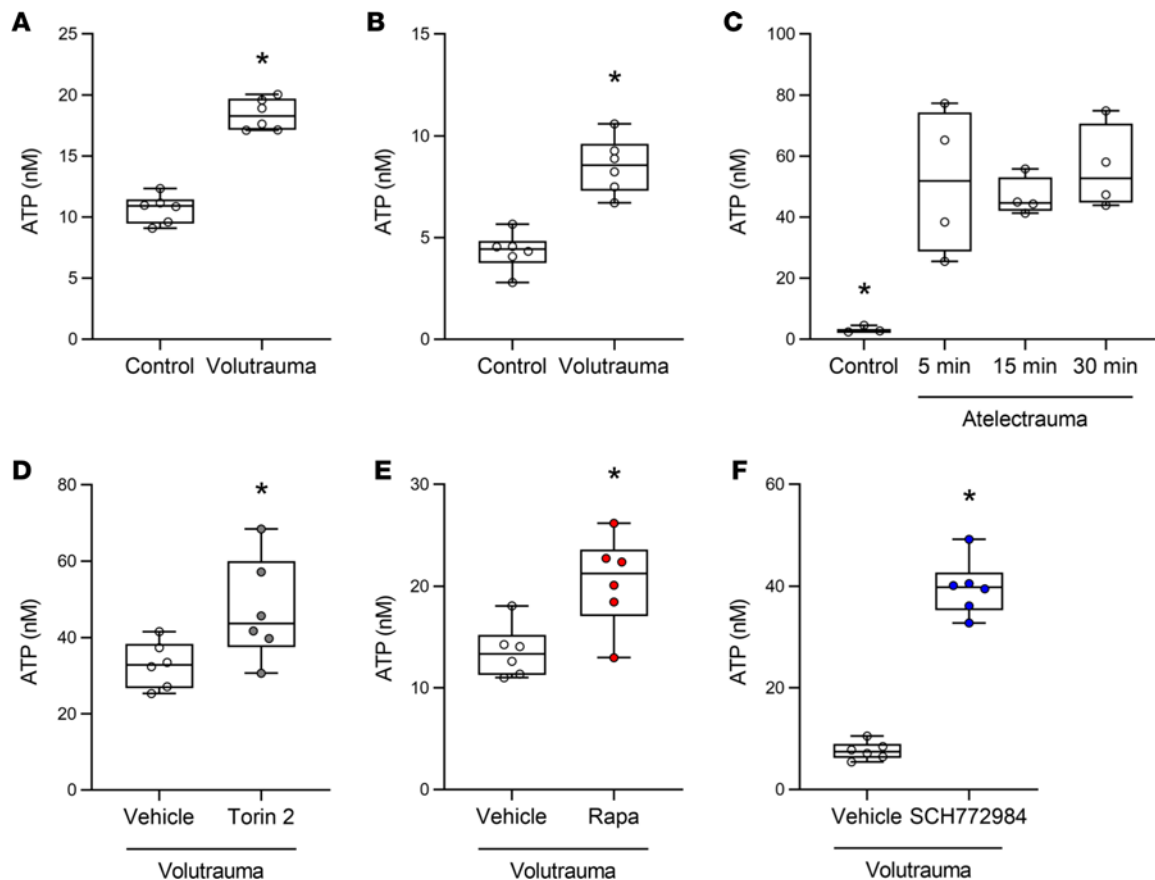 A
ATP (nM)
25
20
15
10
5
0
*
Control Volutrauma
B
ATP (nM)
15
10
5
0
*
Control Volutrauma
C
ATP (nM)
100
80
60
40
20
0
*
Control 5 min 15 min 30 min
Atelectrauma
D
ATP (nM)
80
60
40
20
0
*
Vehicle Torin 2
Volutrauma
E
ATP (nM)
30
20
10
0
*
Vehicle Rapa
Volutrauma
F
ATP (nM)
60
40
20
0
*
Vehicle SCH772984
Volutrauma